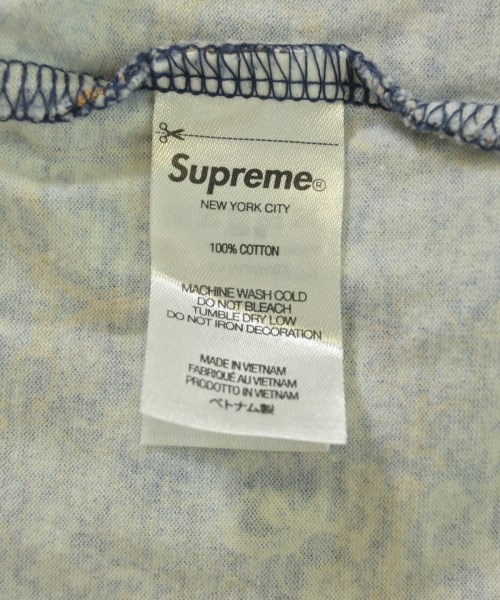 Supreme®
NEW YORK CITY
100% COTTON
MACHINE WASH COLD
DO NOT BLEACH
TUMBLE DRY LOW
DO NOT IRON DECORATION
MADE IN VIETNAM
FABRIQUÉ AU VIETNAM
PRODOTTO IN VIETNAM
ベトナム製